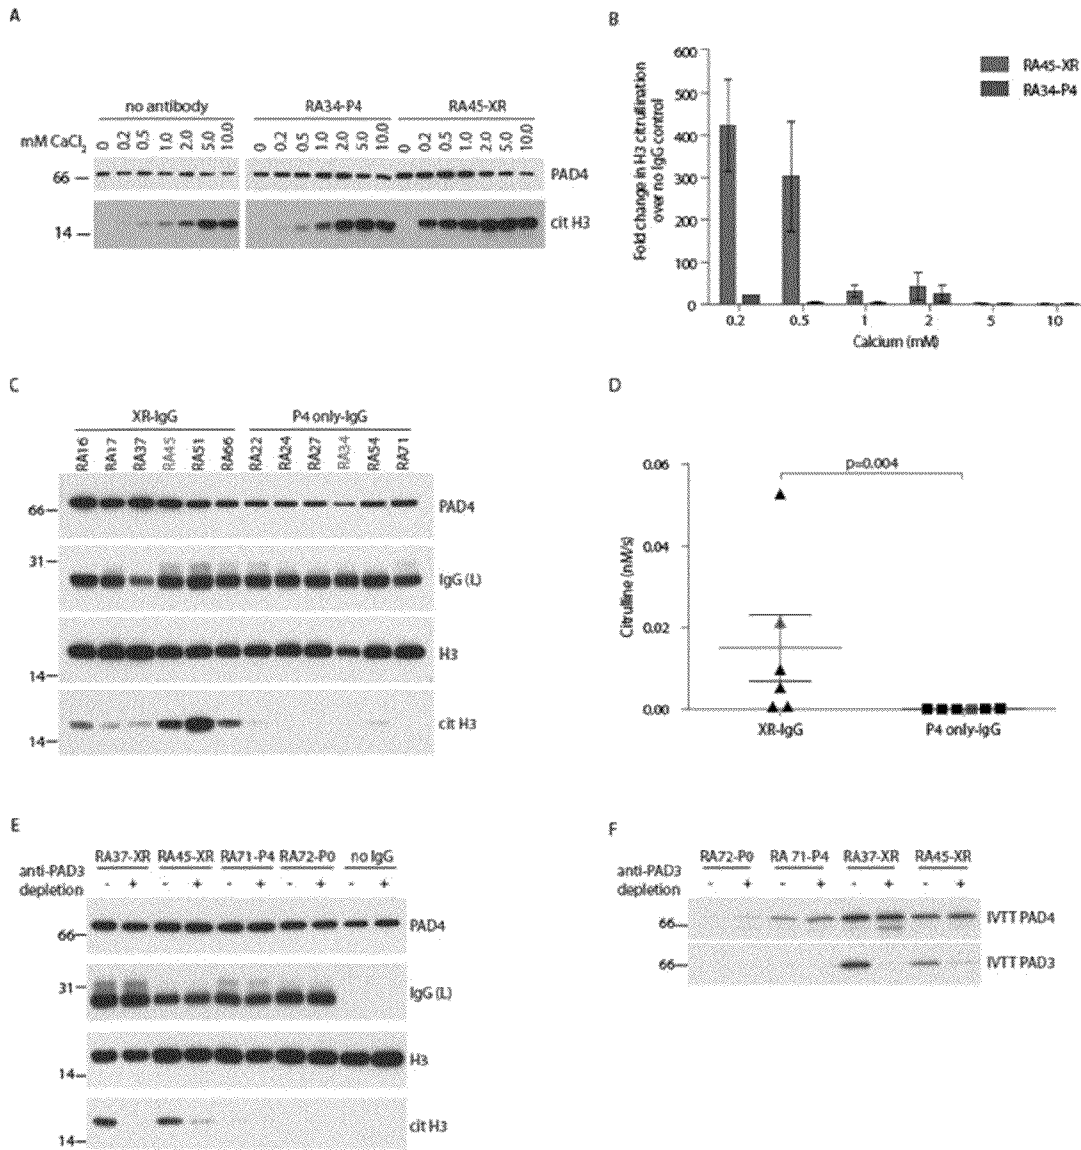 A
no antibody RA34-P4 RA45-XR
mM CaCl2 0 0.2 0.5 1.0 2.0 5.0 10.0 0 0.2 0.5 1.0 2.0 5.0 10.0 0 0.2 0.5 1.0 2.0 5.0 10.0
66 PAD4
14 cit H3
B
Fold change in H3 citrullination
over no IgG control
600
500
400
300
200
100
0
0.2 0.5 1 2 5 10
Calcium (mM)
RA45-XR
RA34-P4
C
XR-IgG P4 only-IgG
RA16 RA17 RA37 RA45 RA51 RA66 RA22 RA24 RA27 RA34 RA54 RA71
66 PAD4
31 IgG (L)
H3
14
cit H3
14
D
Citrulline (nM/s)
0.06
0.04
0.02
0.00
p=0.004
XR-IgG P4 only-IgG
E
RA37-XR RA45-XR RA71-P4 RA72-P0 no IgG
anti-PAD3
depletion - + - + - + - + - +
66 PAD4
31 IgG (L)
H3
14
cit H3
14
F
RA72-P0 RA 71-P4 RA37-XR RA45-XR
anti-PAD3
depletion - + - + - + - +
66 IVTT PAD4
66 IVTT PAD3